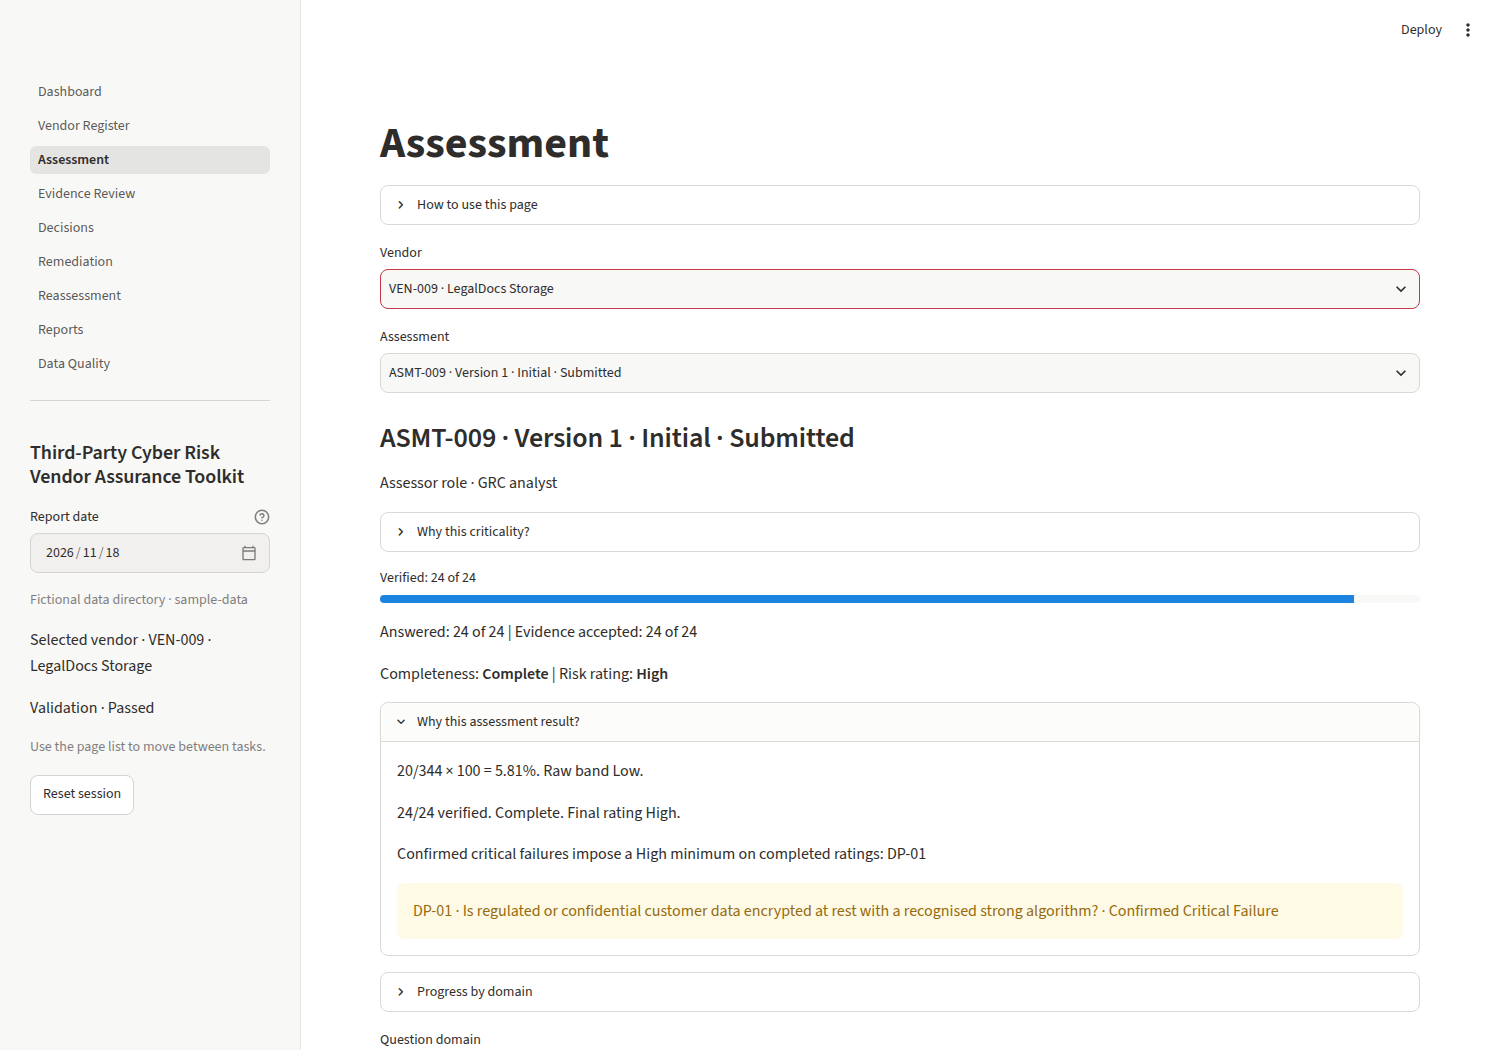 Deploy
Dashboard
Vendor Register
Assessment
Evidence Review
Decisions
Remediation
Reassessment
Reports
Data Quality
Third-Party Cyber Risk
Vendor Assurance Toolkit
Report date
2026 / 11 / 18
Fictional data directory · sample-data
Selected vendor · VEN-009 ·
LegalDocs Storage
Validation · Passed
Use the page list to move between tasks.
Reset session
Assessment
How to use this page
Vendor
VEN-009 · LegalDocs Storage
Assessment
ASMT-009 · Version 1 · Initial · Submitted
ASMT-009 · Version 1 · Initial · Submitted
Assessor role · GRC analyst
Why this criticality?
Verified: 24 of 24
Answered: 24 of 24 | Evidence accepted: 24 of 24
Completeness: Complete | Risk rating: High
Why this assessment result?
20/344 × 100 = 5.81%. Raw band Low.
24/24 verified. Complete. Final rating High.
Confirmed critical failures impose a High minimum on completed ratings: DP-01
DP-01 · Is regulated or confidential customer data encrypted at rest with a recognised strong algorithm? · Confirmed Critical Failure
Progress by domain
Question domain